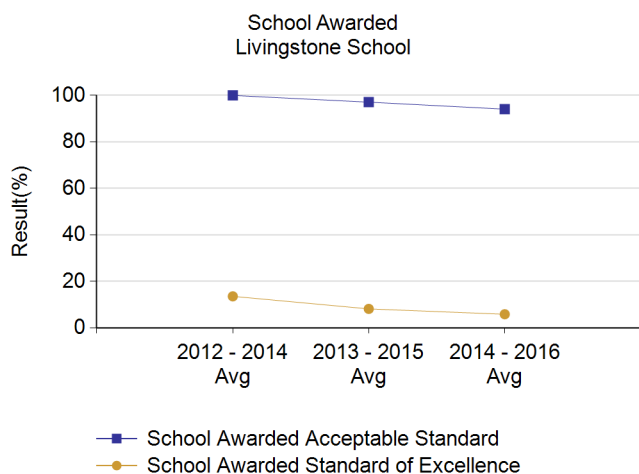 School Awarded
Livingstone School
100
80
60
40
20
0
Result(%)
2012 - 2014
Avg
2013 - 2015
Avg
2014 - 2016
Avg
School Awarded Acceptable Standard
School Awarded Standard of Excellence